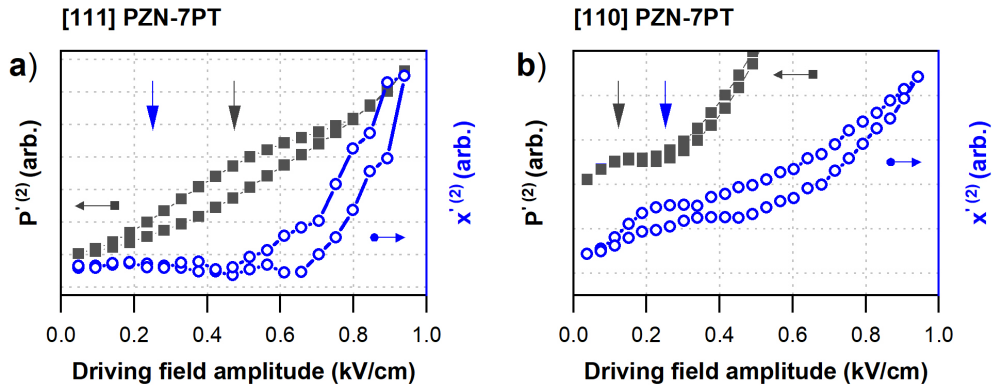 [111] PZN-7PT
[110] PZN-7PT
a)
b)
P'⁽²⁾ (arb.)
x'⁽²⁾ (arb.)
P'⁽²⁾ (arb.)
x'⁽²⁾ (arb.)
0.0 0.2 0.4 0.6 0.8 1.0
0.0 0.2 0.4 0.6 0.8 1.0
Driving field amplitude (kV/cm)
Driving field amplitude (kV/cm)